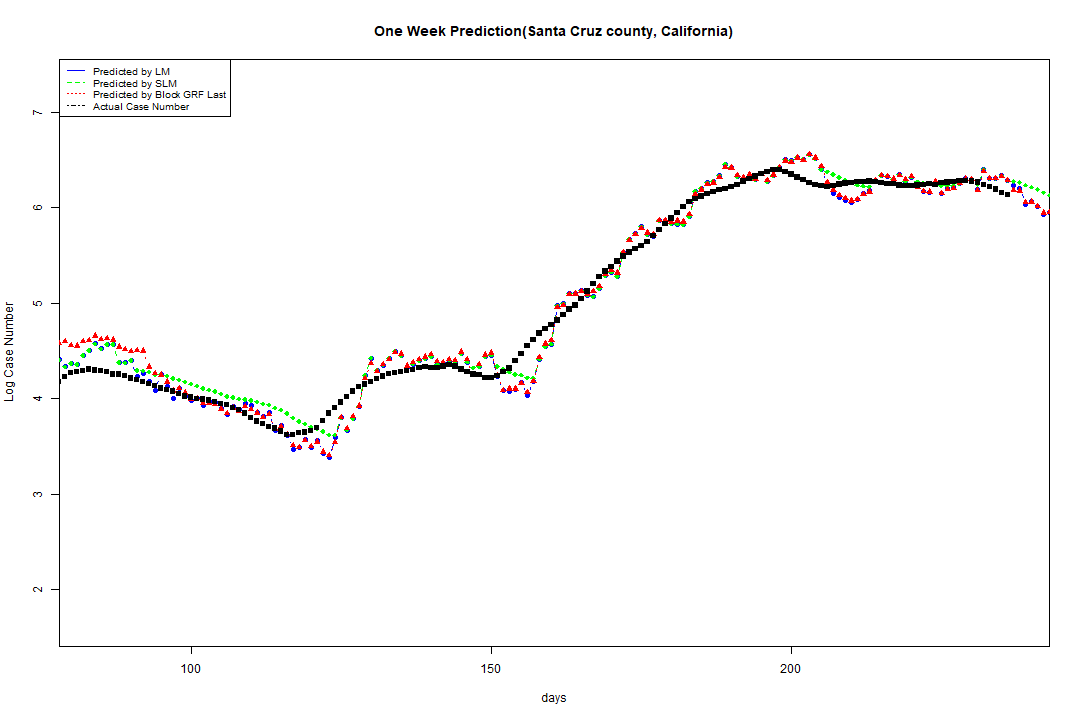 One Week Prediction(Santa Cruz county, California)
Predicted by LM
Predicted by SLM
Predicted by Block GRF Last
Actual Case Number
7
6
5
4
3
2
Log Case Number
100 150 200
days